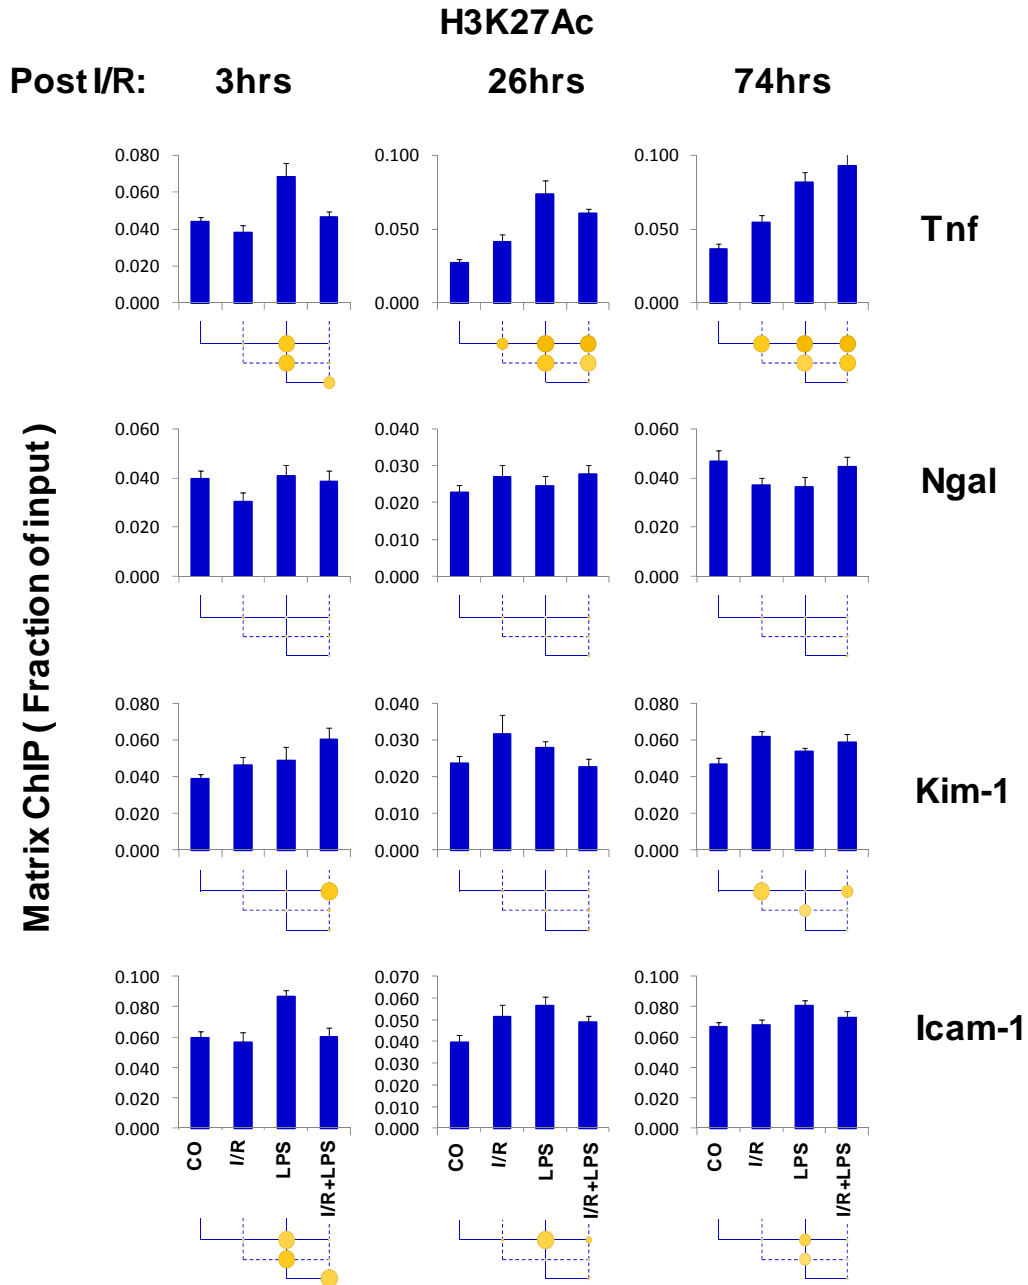 H3K27Ac
Post I/R: 3hrs 26hrs 74hrs
Matrix ChIP ( Fraction of input )
0.080 0.100 0.100
0.060
0.040 0.050 0.050
0.020
0.000 0.000 0.000
Tnf
0.060 0.040 0.060
0.040 0.030 0.040
0.020 0.020 0.020
0.010
0.000 0.000 0.000
Ngal
0.080 0.040 0.080
0.060 0.030 0.060
0.040 0.020 0.040
0.020 0.010 0.020
0.000 0.000 0.000
Kim-1
0.100 0.070 0.100
0.080 0.060 0.080
0.060 0.050 0.060
0.040 0.040 0.040
0.020 0.030 0.020
0.000 0.020 0.000
0.010
0.000
Icam-1
CO I/R LPS I/R+LPS CO I/R LPS I/R+LPS CO I/R LPS I/R+LPS